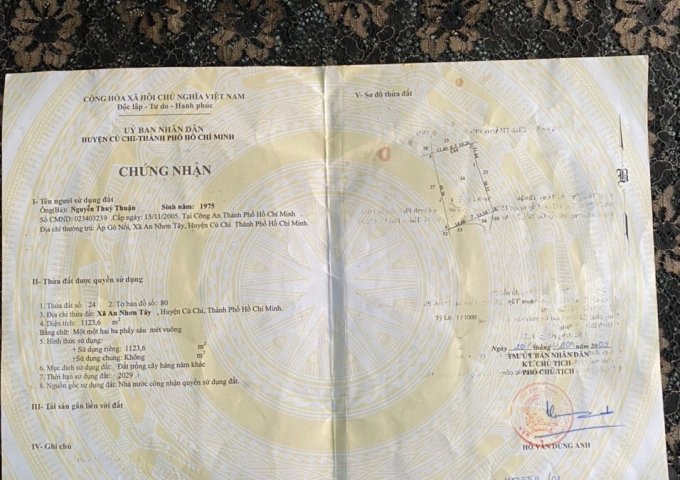 CỘNG HÒA XÃ HỘI CHỦ NGHĨA VIỆT NAM
Độc lập - Tự do - Hạnh phúc
UỶ BAN NHÂN DÂN
HUYỆN CỦ CHI-THÀNH PHỐ HỒ CHÍ MINH
CHỨNG NHẬN
I- Tên người sử dụng đất
Ông(Bà): Nguyễn Thuỳ Thuận Sinh năm: 1975
Số CMND: 023403239 Cấp ngày: 15/11/2005, Tại Công An Thành Phố Hồ Chí Minh
Địa chỉ thường trú: Ấp Gò Nổi, Xã An Nhơn Tây, Huyện Củ Chi Thành Phố Hồ Chí Minh.
II- Thửa đất được quyền sử dụng
1. Thửa đất số: 24 2. Tờ bản đồ số: 80
3. Địa chỉ thửa đất: Xã An Nhơn Tây , Huyện Củ Chi, Thành Phố Hồ Chí Minh.
4. Diện tích: 1123,6 m²
Bằng chữ: Một một hai ba phẩy sáu mét vuông
5. Hình thức sử dụng:
+Sử dụng riêng: 1123,6 m²
+Sử dụng chung: Không m²
6. Mục đích sử dụng đất: Đất trồng cây hàng năm khác
7. Thời hạn sử dụng đất: 2029
8. Nguồn gốc sử dụng đất: Nhà nước công nhận quyền sử dụng đất.
III- Tài sản gắn liền với đất
IV- Ghi chú
V- Sơ đồ thửa đất
B
Tỷ Lệ: 1/1000
Ngày tháng năm
TM. UỶ BAN NHÂN DÂN
KT. CHỦ TỊCH
PHÓ CHỦ TỊCH
HỒ VĂN DŨNG ANH